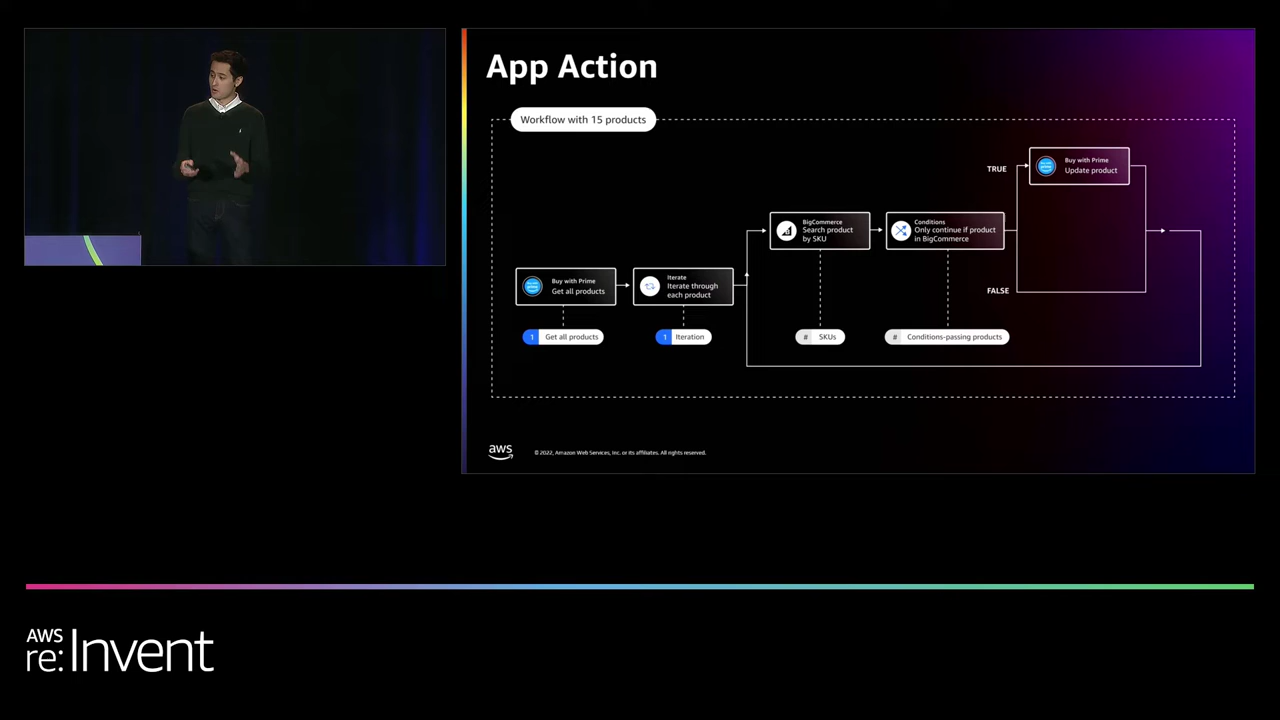 App Action
Workflow with 15 products
Buy with Prime
Get all products
Iterate
Iterate through
each product
BigCommerce
Search product
by SKU
Conditions
Only continue if product
in BigCommerce
TRUE
Buy with Prime
Update product
FALSE
1 Get all products
1 Iteration
# SKUs
# Conditions-passing products
aws
© 2022, Amazon Web Services, Inc. or its affiliates. All rights reserved.
AWS
re:Invent